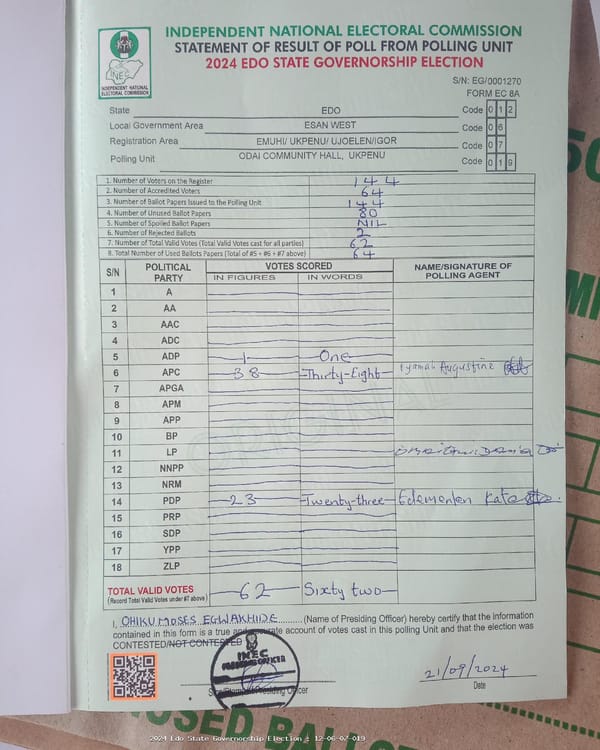 INDEPENDENT NATIONAL ELECTORAL COMMISSION
STATEMENT OF RESULT OF POLL FROM POLLING UNIT
2024 EDO STATE GOVERNORSHIP ELECTION
INEC
INDEPENDENT NATIONAL
ELECTORAL COMMISSION
S/N: EG/0001270
FORM EC 8A
State EDO Code 0 1 2
Local Government Area ESAN WEST Code 0 6
Registration Area EMUHI/ UKPENU/ UJOELEN/IGOR Code 0 7
Polling Unit ODAI COMMUNITY HALL, UKPENU Code 0 1 9
1. Number of Voters on the Register 144
2. Number of Accredited Voters 64
3. Number of Ballot Papers Issued to the Polling Unit 144
4. Number of Unused Ballot Papers 80
5. Number of Spoiled Ballot Papers NIL
6. Number of Rejected Ballots 2
7. Number of Total Valid Votes (Total Valid Votes cast for all parties) 62
8. Total Number of Used Ballots Papers (Total of #5 + #6 + #7 above) 64
S/N POLITICAL PARTY VOTES SCORED NAME/SIGNATURE OF POLLING AGENT
IN FIGURES IN WORDS
1 A
2 AA
3 AAC
4 ADC
5 ADP 1 One
6 APC 38 Thirty-Eight Iyamah Augustine
7 APGA
8 APM
9 APP
10 BP
11 LP
12 NNPP
13 NRM
14 PDP 23 Twenty-three
15 PRP
16 SDP
17 YPP
18 ZLP
ORIGINAL
TOTAL VALID VOTES 62 Sixty two
(Record Total Valid Votes under #7 above)
I, OHIKU MOSES EGWAKHIDE (Name of Presiding Officer) hereby certify that the information
contained in this form is a true and accurate account of votes cast in this polling Unit and that the election was
CONTESTED/NOT CONTESTED
INEC
PRESIDING OFFICER
Presiding Officer
21/09/2024
Date
2024 Edo State Governorship Election : 12-06-07-019